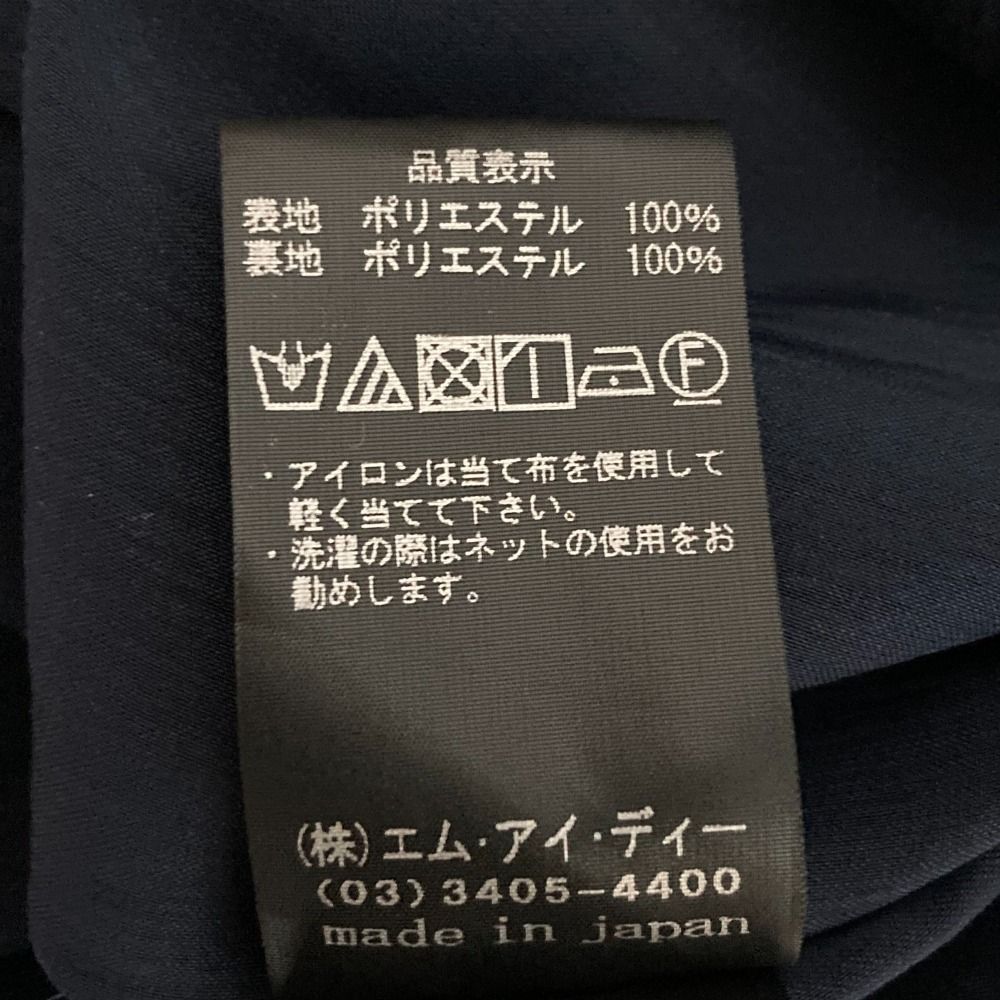 品質表示
表地 ポリエステル 100%
裏地 ポリエステル 100%
F
・アイロンは当て布を使用して
軽く当てて下さい。
・洗濯の際はネットの使用をお
勧めします。
(株)エム・アイ・ディー
(03)3405-4400
made in japan